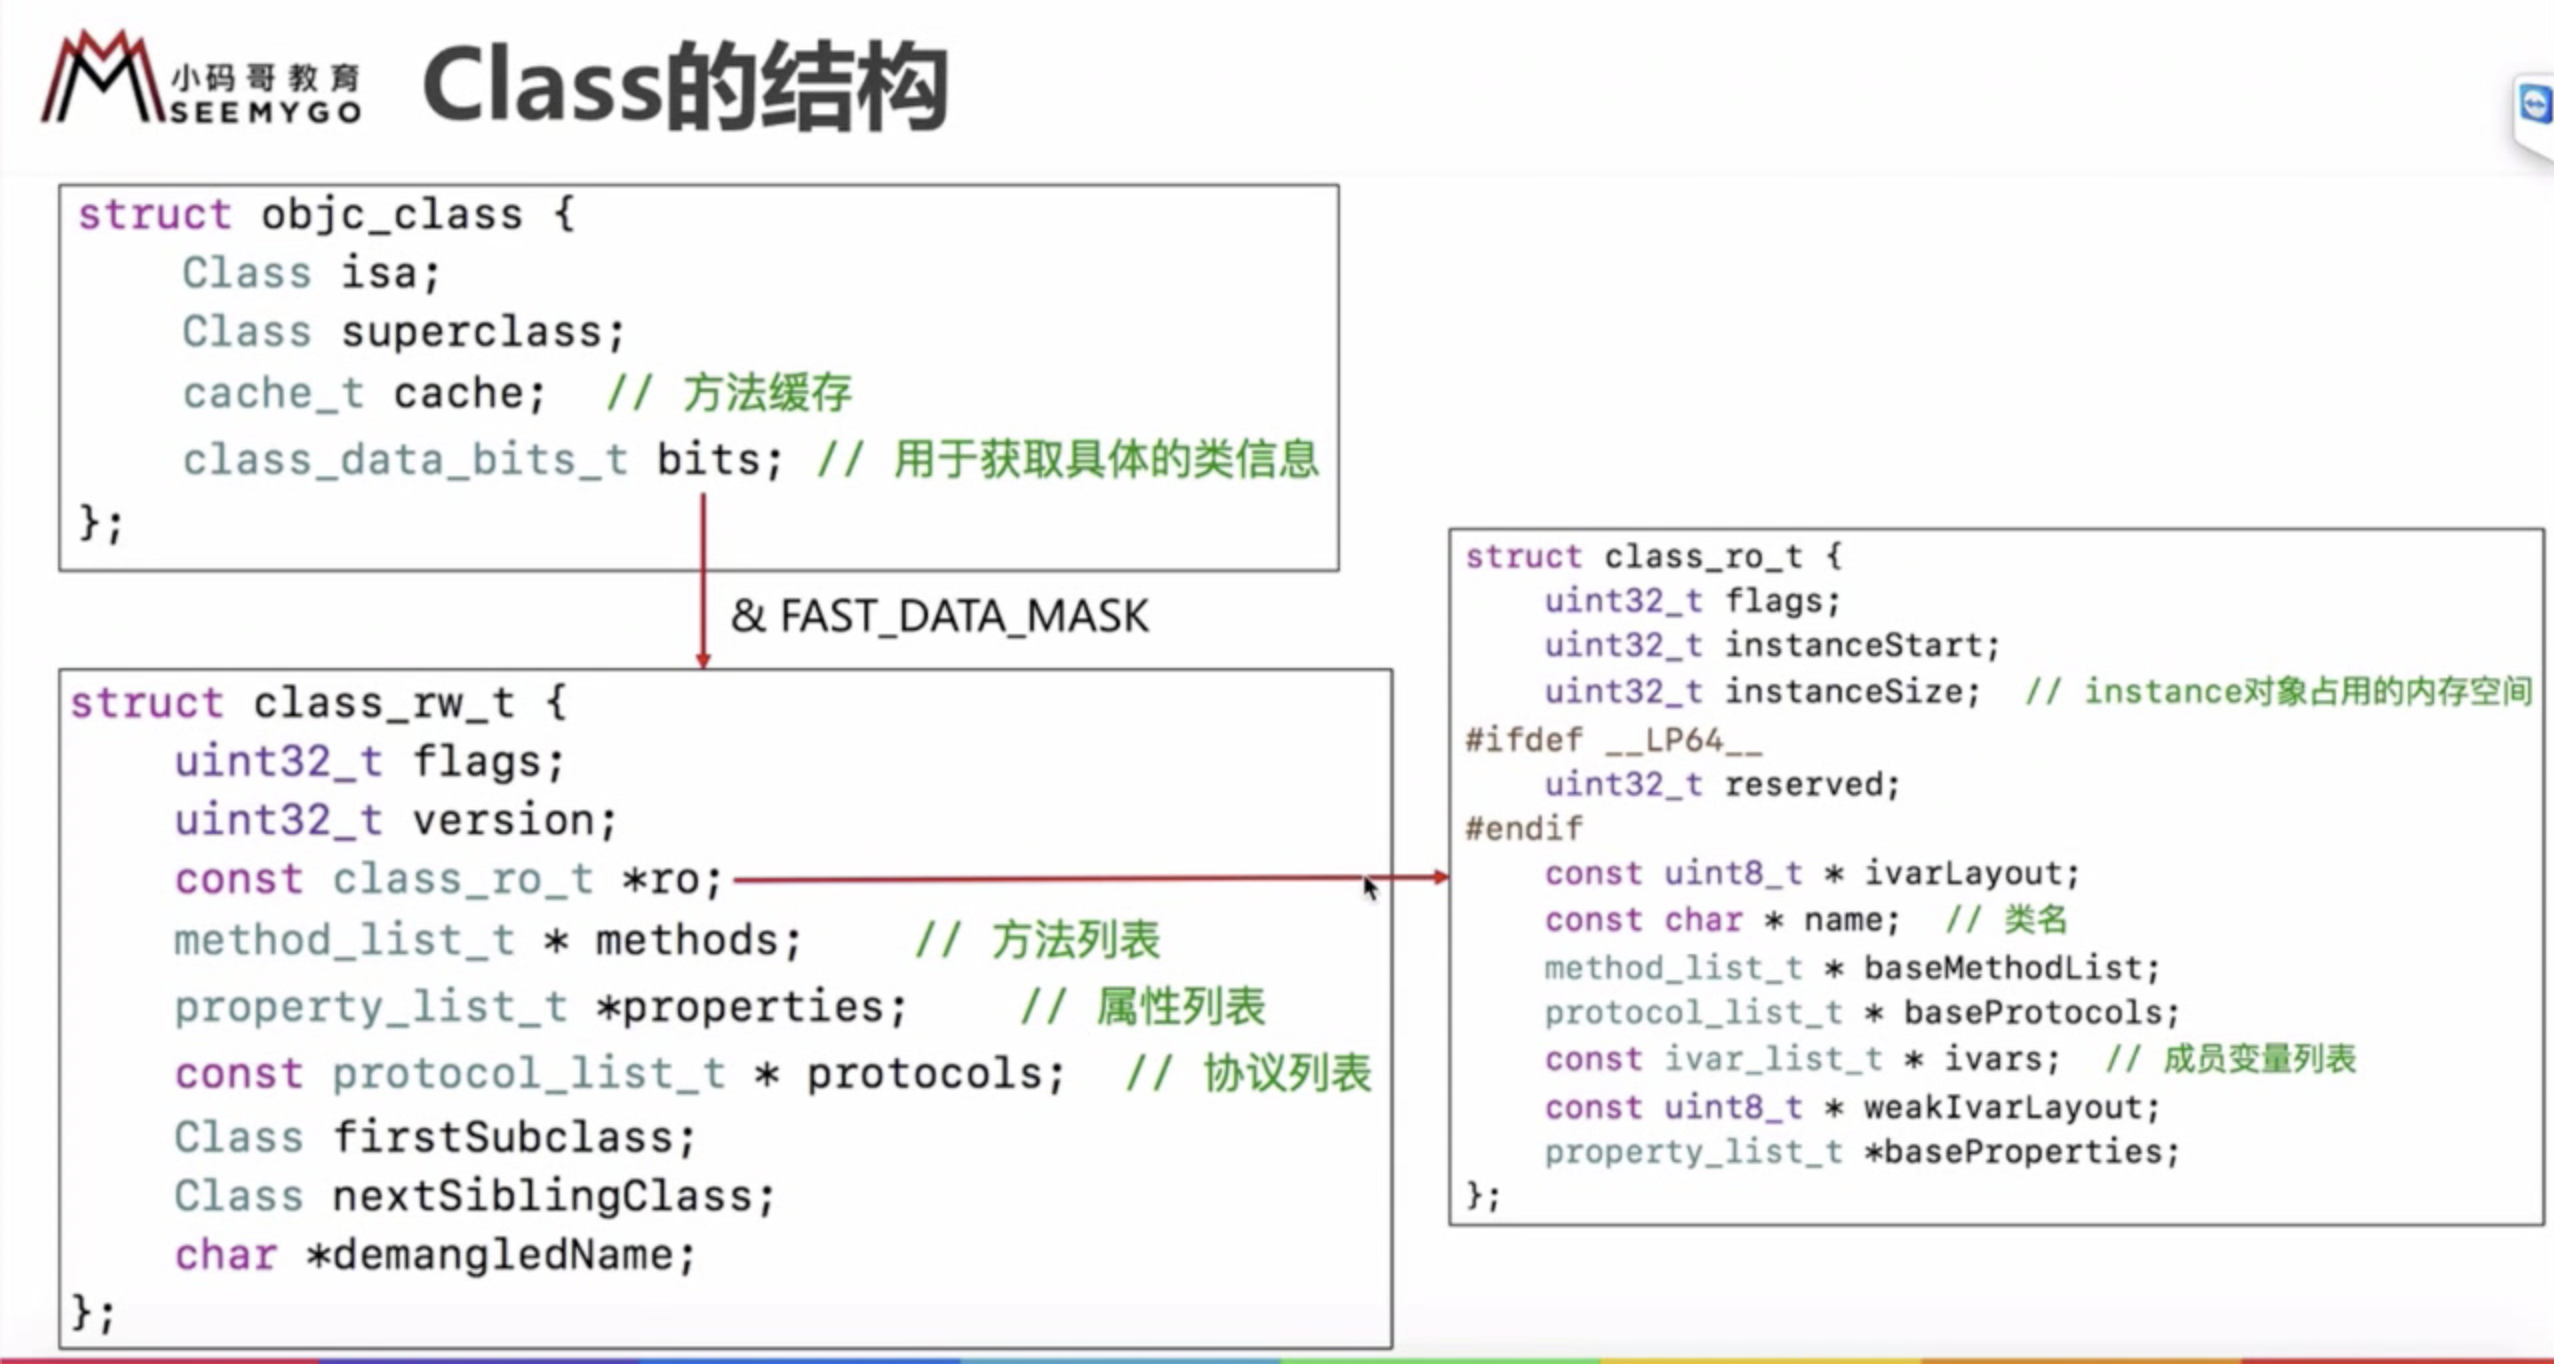 小码哥教育
SEEMYGO
Class的结构
struct objc_class {
Class isa;
Class superclass;
cache_t cache; // 方法缓存
class_data_bits_t bits; // 用于获取具体的类信息
};
& FAST_DATA_MASK
struct class_rw_t {
uint32_t flags;
uint32_t version;
const class_ro_t *ro;
method_list_t * methods; // 方法列表
property_list_t *properties; // 属性列表
const protocol_list_t * protocols; // 协议列表
Class firstSubclass;
Class nextSiblingClass;
char *demangledName;
};
struct class_ro_t {
uint32_t flags;
uint32_t instanceStart;
uint32_t instanceSize; // instance对象占用的内存空间
#ifdef __LP64__
uint32_t reserved;
#endif
const uint8_t * ivarLayout;
const char * name; // 类名
method_list_t * baseMethodList;
protocol_list_t * baseProtocols;
const ivar_list_t * ivars; // 成员变量列表
const uint8_t * weakIvarLayout;
property_list_t *baseProperties;
};